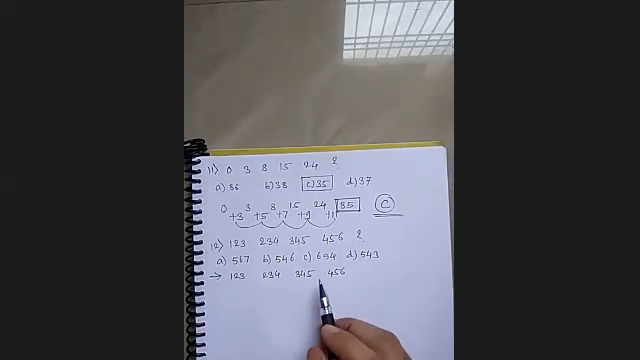 11) 0 3 8 15 24 ?
a) 36 b) 38 c) 35 d) 37
0 3 8 15 24 35 C
+3 +5 +7 +9 +11
12) 123 234 345 456 ?
a) 567 b) 546 c) 694 d) 543
→ 123 234 345 456